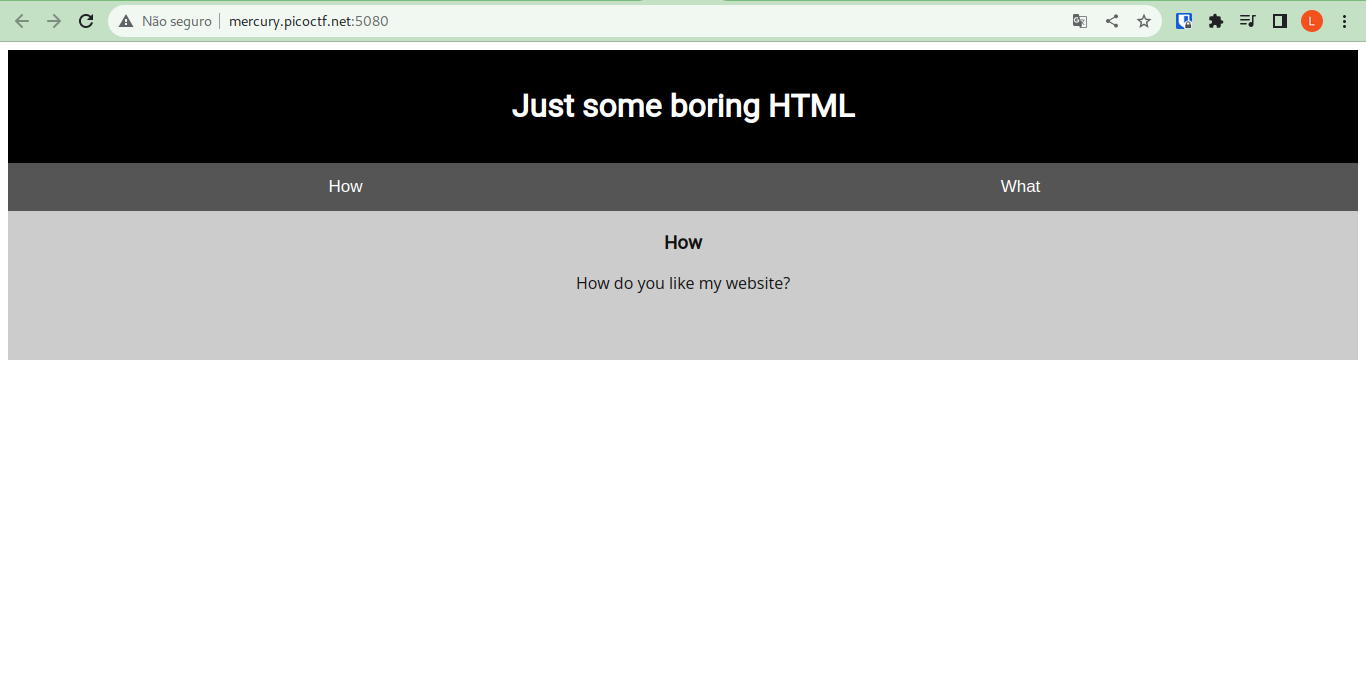 Não seguro mercury.picoctf.net:5080
L
Just some boring HTML
How What
How
How do you like my website?